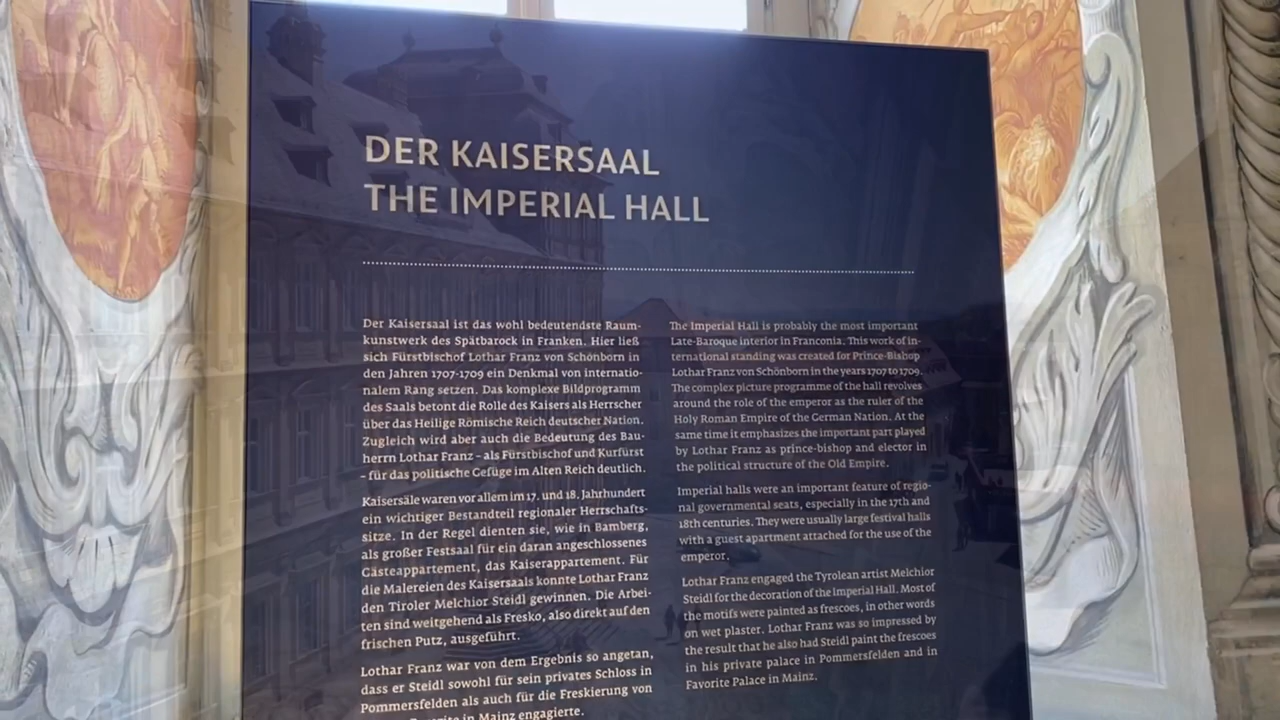 DER KAISERSAAL
THE IMPERIAL HALL
Der Kaisersaal ist das wohl bedeutendste Raum-
kunstwerk des Spätbarock in Franken. Hier ließ
sich Fürstbischof Lothar Franz von Schönborn in
den Jahren 1707-1709 ein Denkmal von internatio-
nalem Rang setzen. Das komplexe Bildprogramm
des Saals betont die Rolle des Kaisers als Herrscher
über das Heilige Römische Reich deutscher Nation.
Zugleich wird aber auch die Bedeutung des Bau-
herrn Lothar Franz – als Fürstbischof und Kurfürst
– für das politische Gefüge im Alten Reich deutlich.
Kaisersäle waren vor allem im 17. und 18. Jahrhundert
ein wichtiger Bestandteil regionaler Herrschafts-
sitze. In der Regel dienten sie, wie in Bamberg,
als großer Festsaal für ein daran angeschlossenes
Gästeappartement, das Kaiserappartement. Für
die Malereien des Kaisersaals konnte Lothar Franz
den Tiroler Melchior Steidl gewinnen. Die Arbei-
ten sind weitgehend als Fresko, also direkt auf den
frischen Putz, ausgeführt.
Lothar Franz war von dem Ergebnis so angetan,
dass er Steidl sowohl für sein privates Schloss in
Pommersfelden als auch für die Freskierung von
in Mainz engagierte.
The Imperial Hall is probably the most important
Late-Baroque interior in Franconia. This work of in-
ternational standing was created for Prince-Bishop
Lothar Franz von Schönborn in the years 1707 to 1709.
The complex picture programme of the hall revolves
around the role of the emperor as the ruler of the
Holy Roman Empire of the German Nation. At the
same time it emphasizes the important part played
by Lothar Franz as prince-bishop and elector in
the political structure of the Old Empire.
Imperial halls were an important feature of regio-
nal governmental seats, especially in the 17th and
18th centuries. They were usually large festival halls
with a guest apartment attached for the use of the
emperor.
Lothar Franz engaged the Tyrolean artist Melchior
Steidl for the decoration of the Imperial Hall. Most of
the motifs were painted as frescoes, in other words
on wet plaster. Lothar Franz was so impressed by
the result that he also had Steidl paint the frescoes
in his private palace in Pommersfelden and in
Favorite Palace in Mainz.